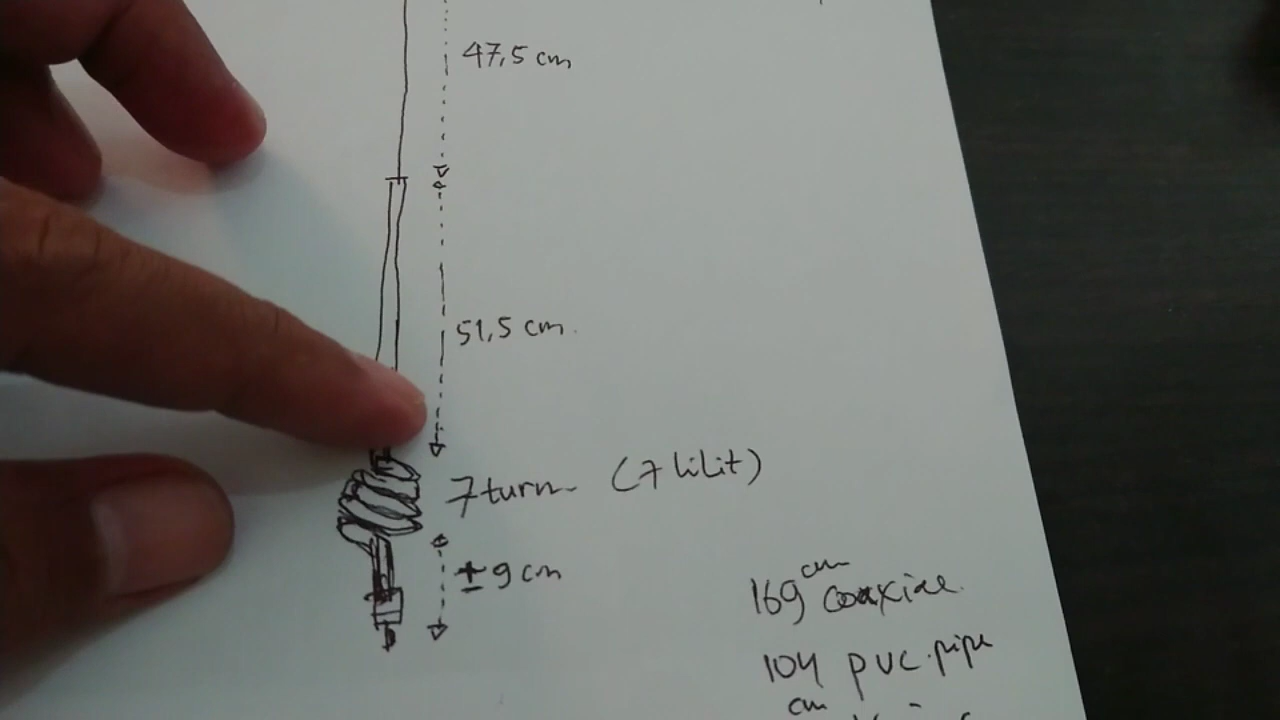 47,5 cm
51,5 cm.
7 turn (7 lilit)
± 9 cm
169 cm coaxial
104 cm PVC pipe